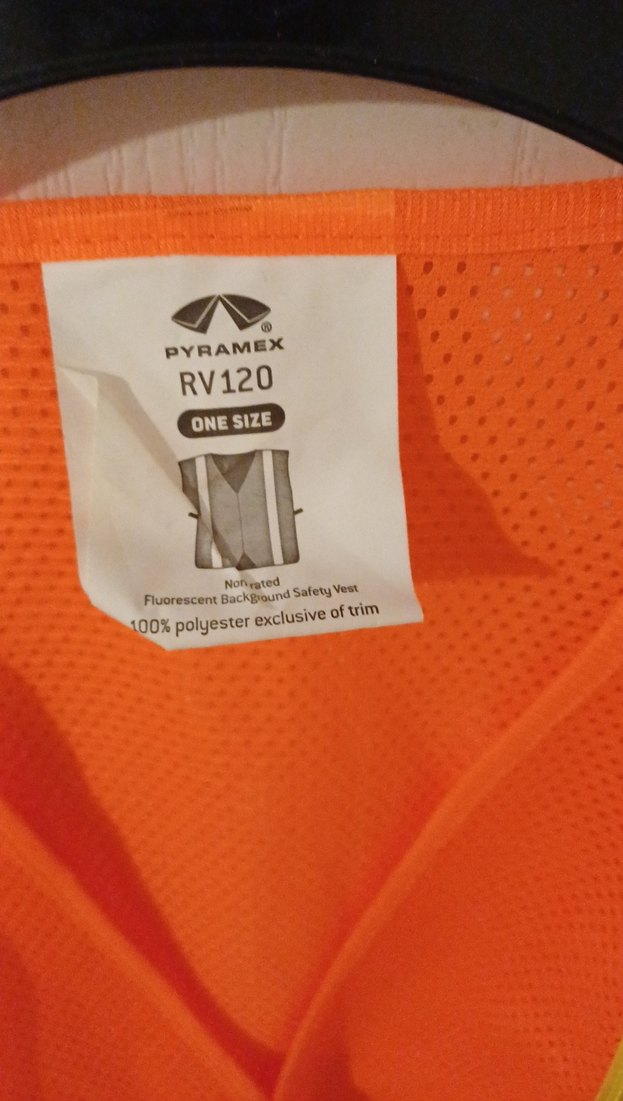 ®
PYRAMEX
RV120
ONE SIZE
Non rated
Fluorescent Background Safety Vest
100% polyester exclusive of trim